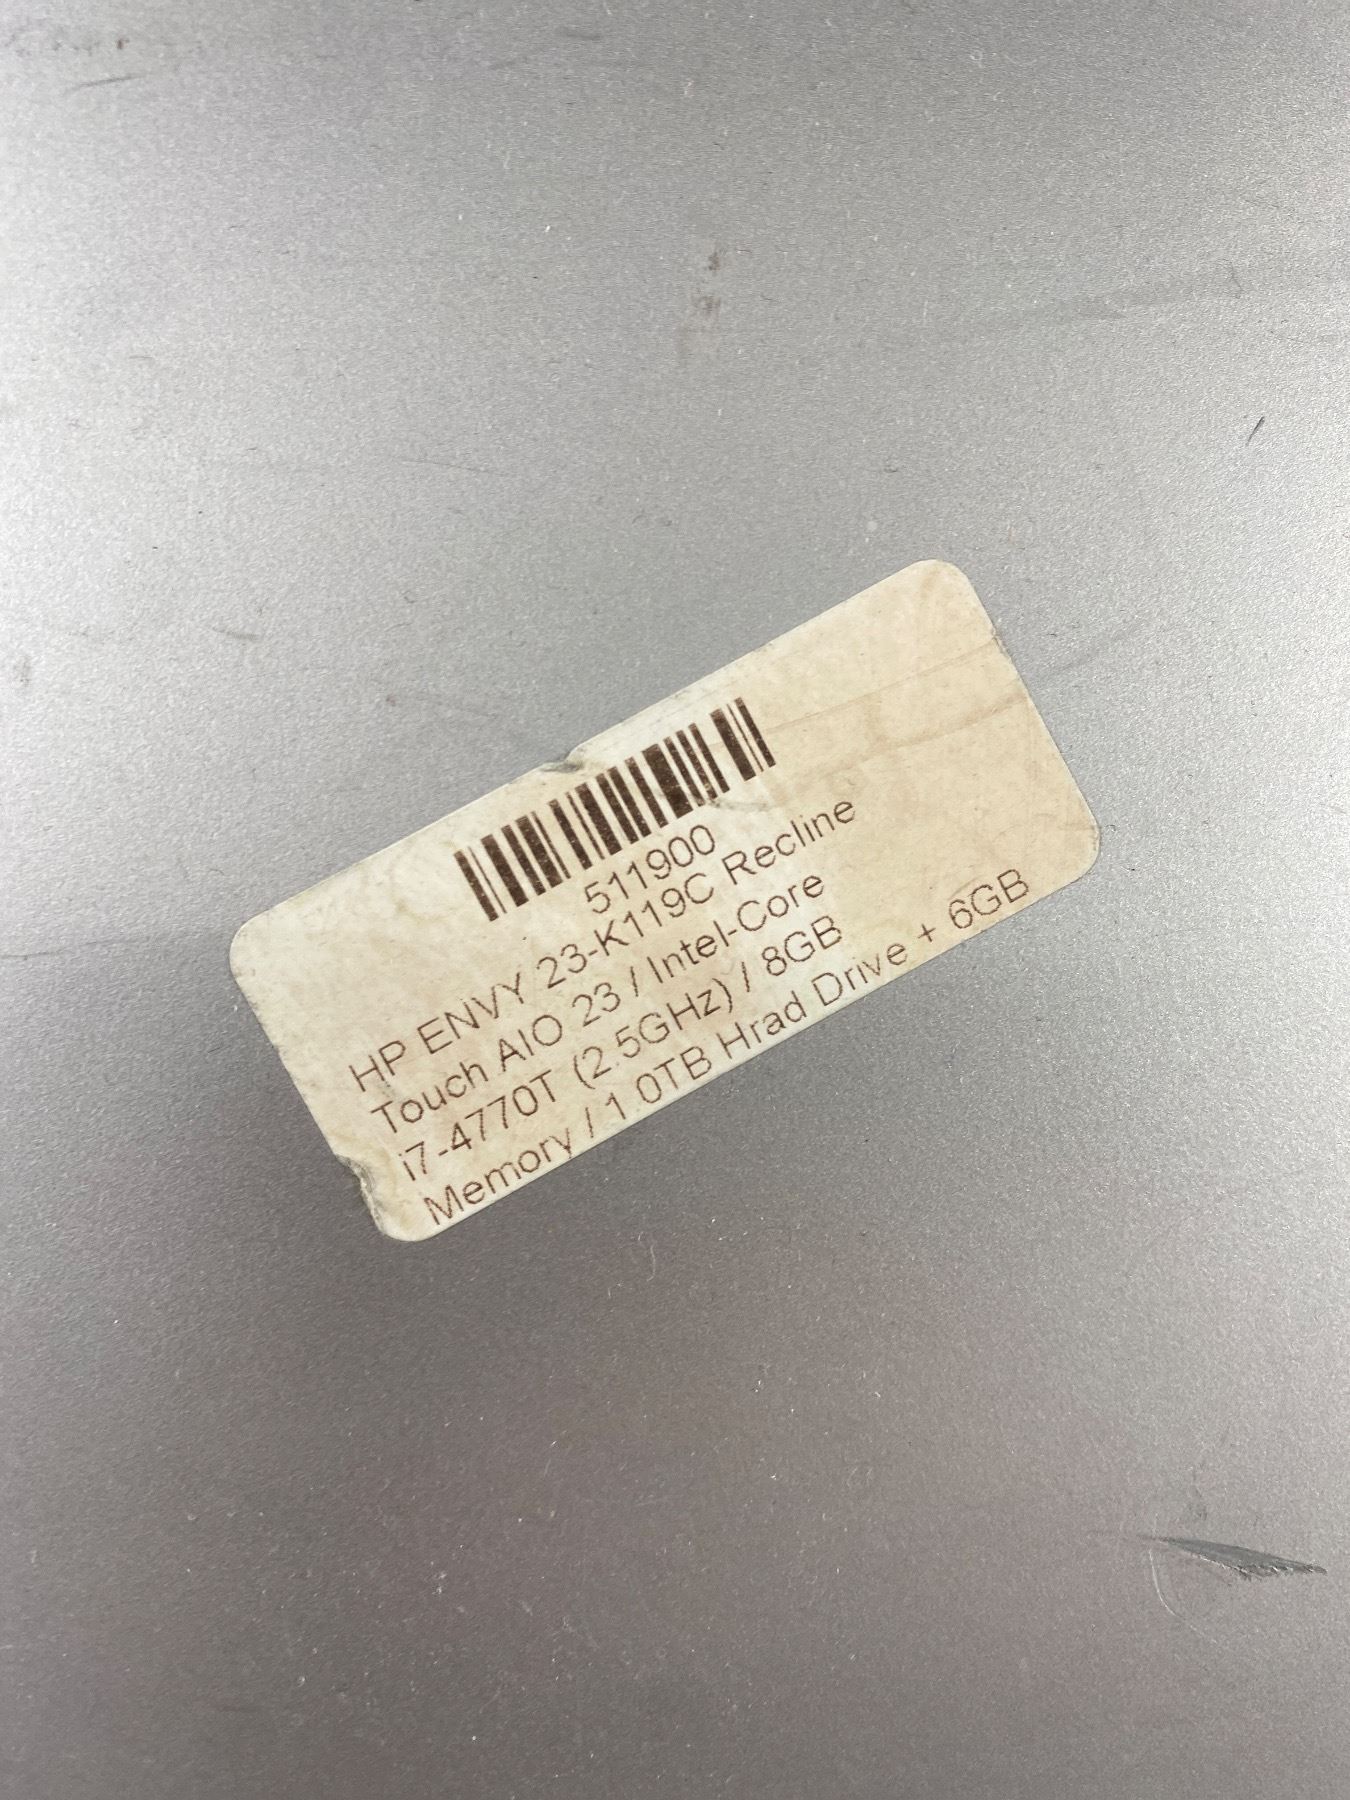 511900
HP ENVY 23-K119C Recline
Touch AIO 23 / Intel-Core
i7-4770T (2.5GHz) / 8GB
Memory / 1.0TB Hrad Drive + 6GB